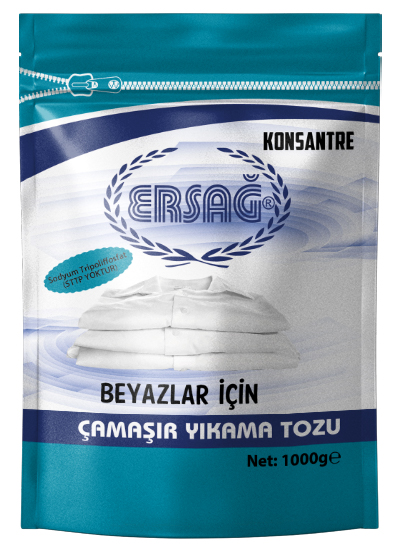 KONSANTRE
ERSAĞ®
Sodyum Tripolifosfat
(STTP YOKTUR)
BEYAZLAR İÇİN
ÇAMAŞIR YIKAMA TOZU
Net: 1000g℮